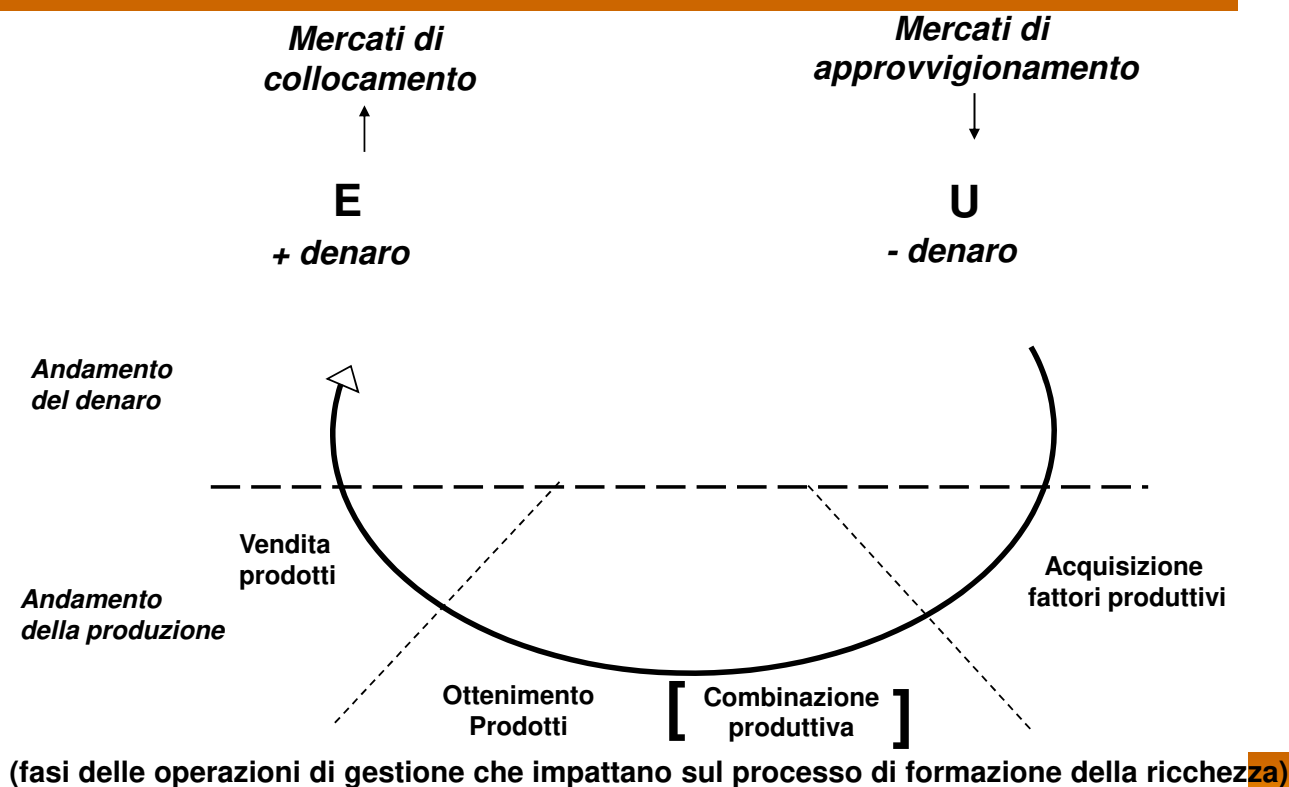 Mercati di
collocamento
Mercati di
approvvigionamento
E
+ denaro
U
- denaro
Andamento
del denaro
Vendita
prodotti
Acquisizione
fattori produttivi
Andamento
della produzione
Ottenimento
Prodotti
[ Combinazione
produttiva ]
(fasi delle operazioni di gestione che impattano sul processo di formazione della ricchezza)